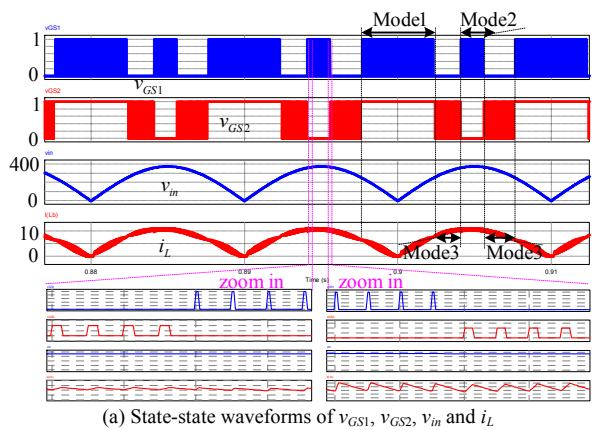 Mode1 Mode2
vGS1
1
0
vGS1
vGS2
1
0
vGS2
vin
400
0
vin
I(Lb)
10
0
iL
Mode3 Mode3
0.88 0.89 0.9 0.91
Time (s)
zoom in zoom in
(a) State-state waveforms of vGS1, vGS2, vin and iL